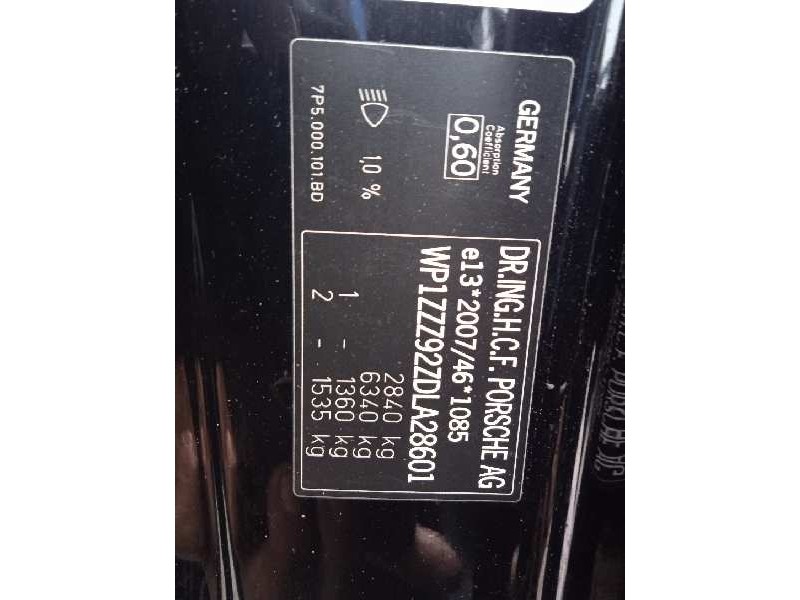 GERMANY
Absorption
Coefficient
0,60
1,0 %
7P5.000.101.BD
DR.ING.H.C.F. PORSCHE AG
e13*2007/46*1085
WP1ZZZ92ZDLA28601
2840 kg
6340 kg
1 - 1360 kg
2 - 1535 kg